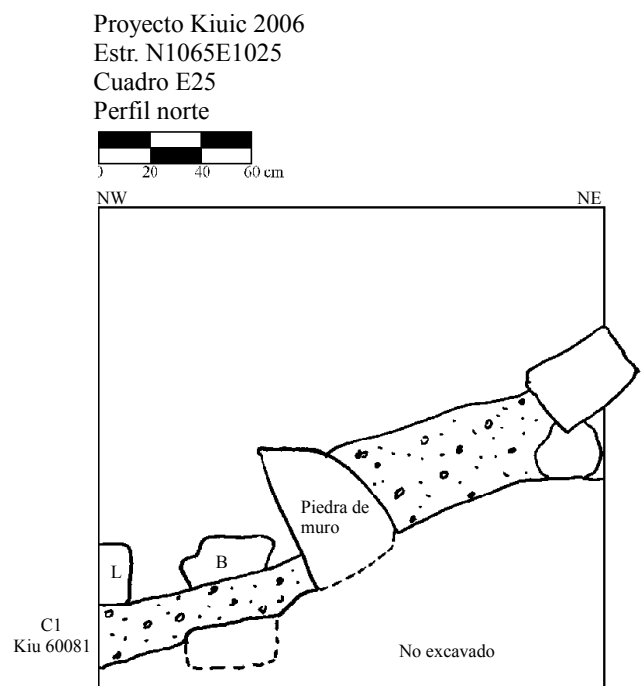 Proyecto Kiuic 2006
Estr. N1065E1025
Cuadro E25
Perfil norte
0 20 40 60 cm
NW NE
Piedra de
muro
L B
C1
Kiu 60081
No excavado